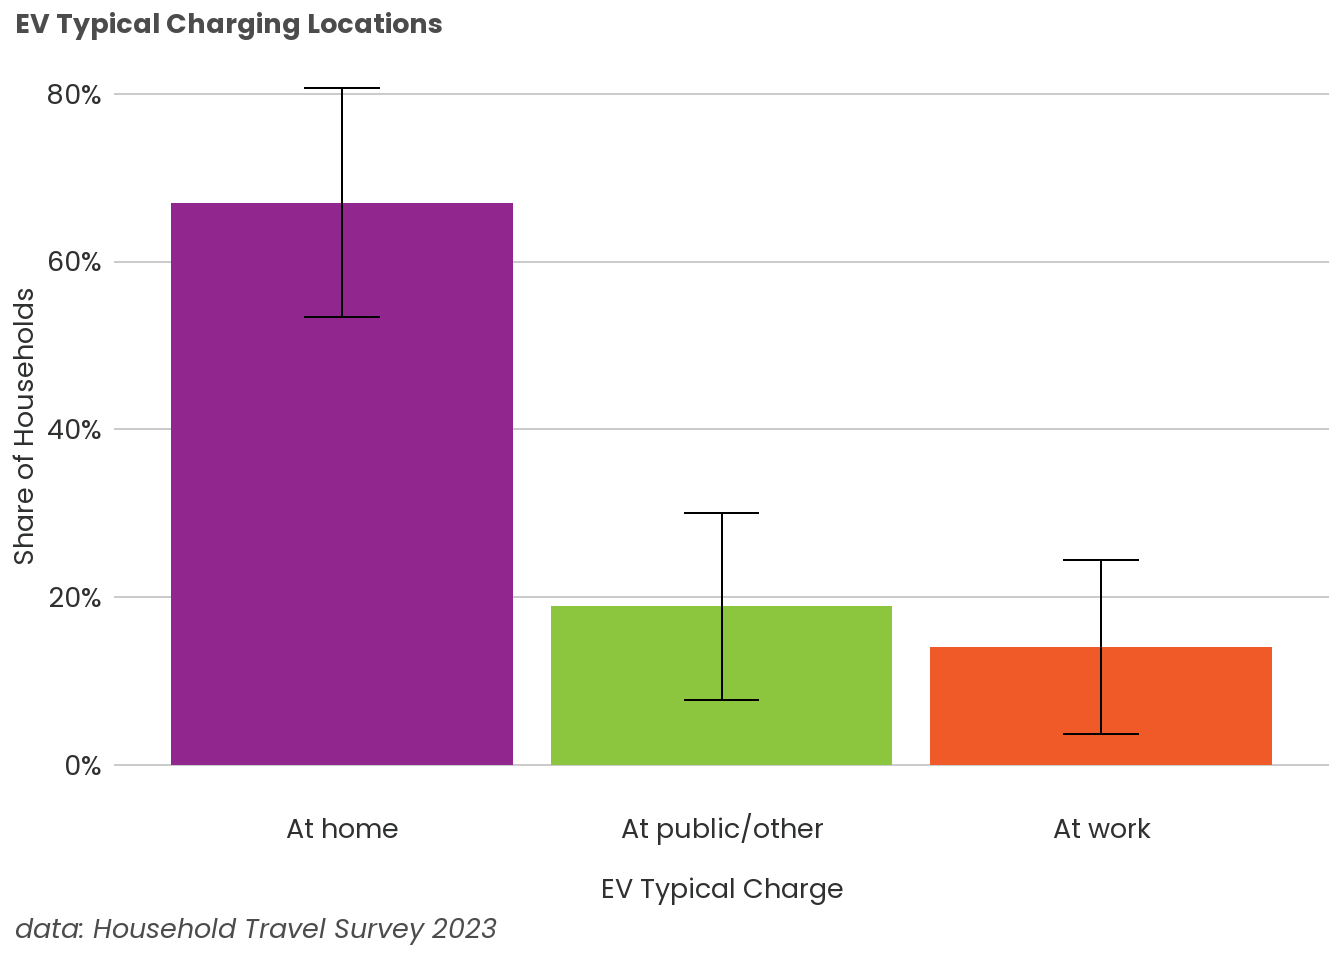 EV Typical Charging Locations
80%
60%
40%
20%
0%
Share of Households
At home
At public/other
At work
EV Typical Charge
data: Household Travel Survey 2023